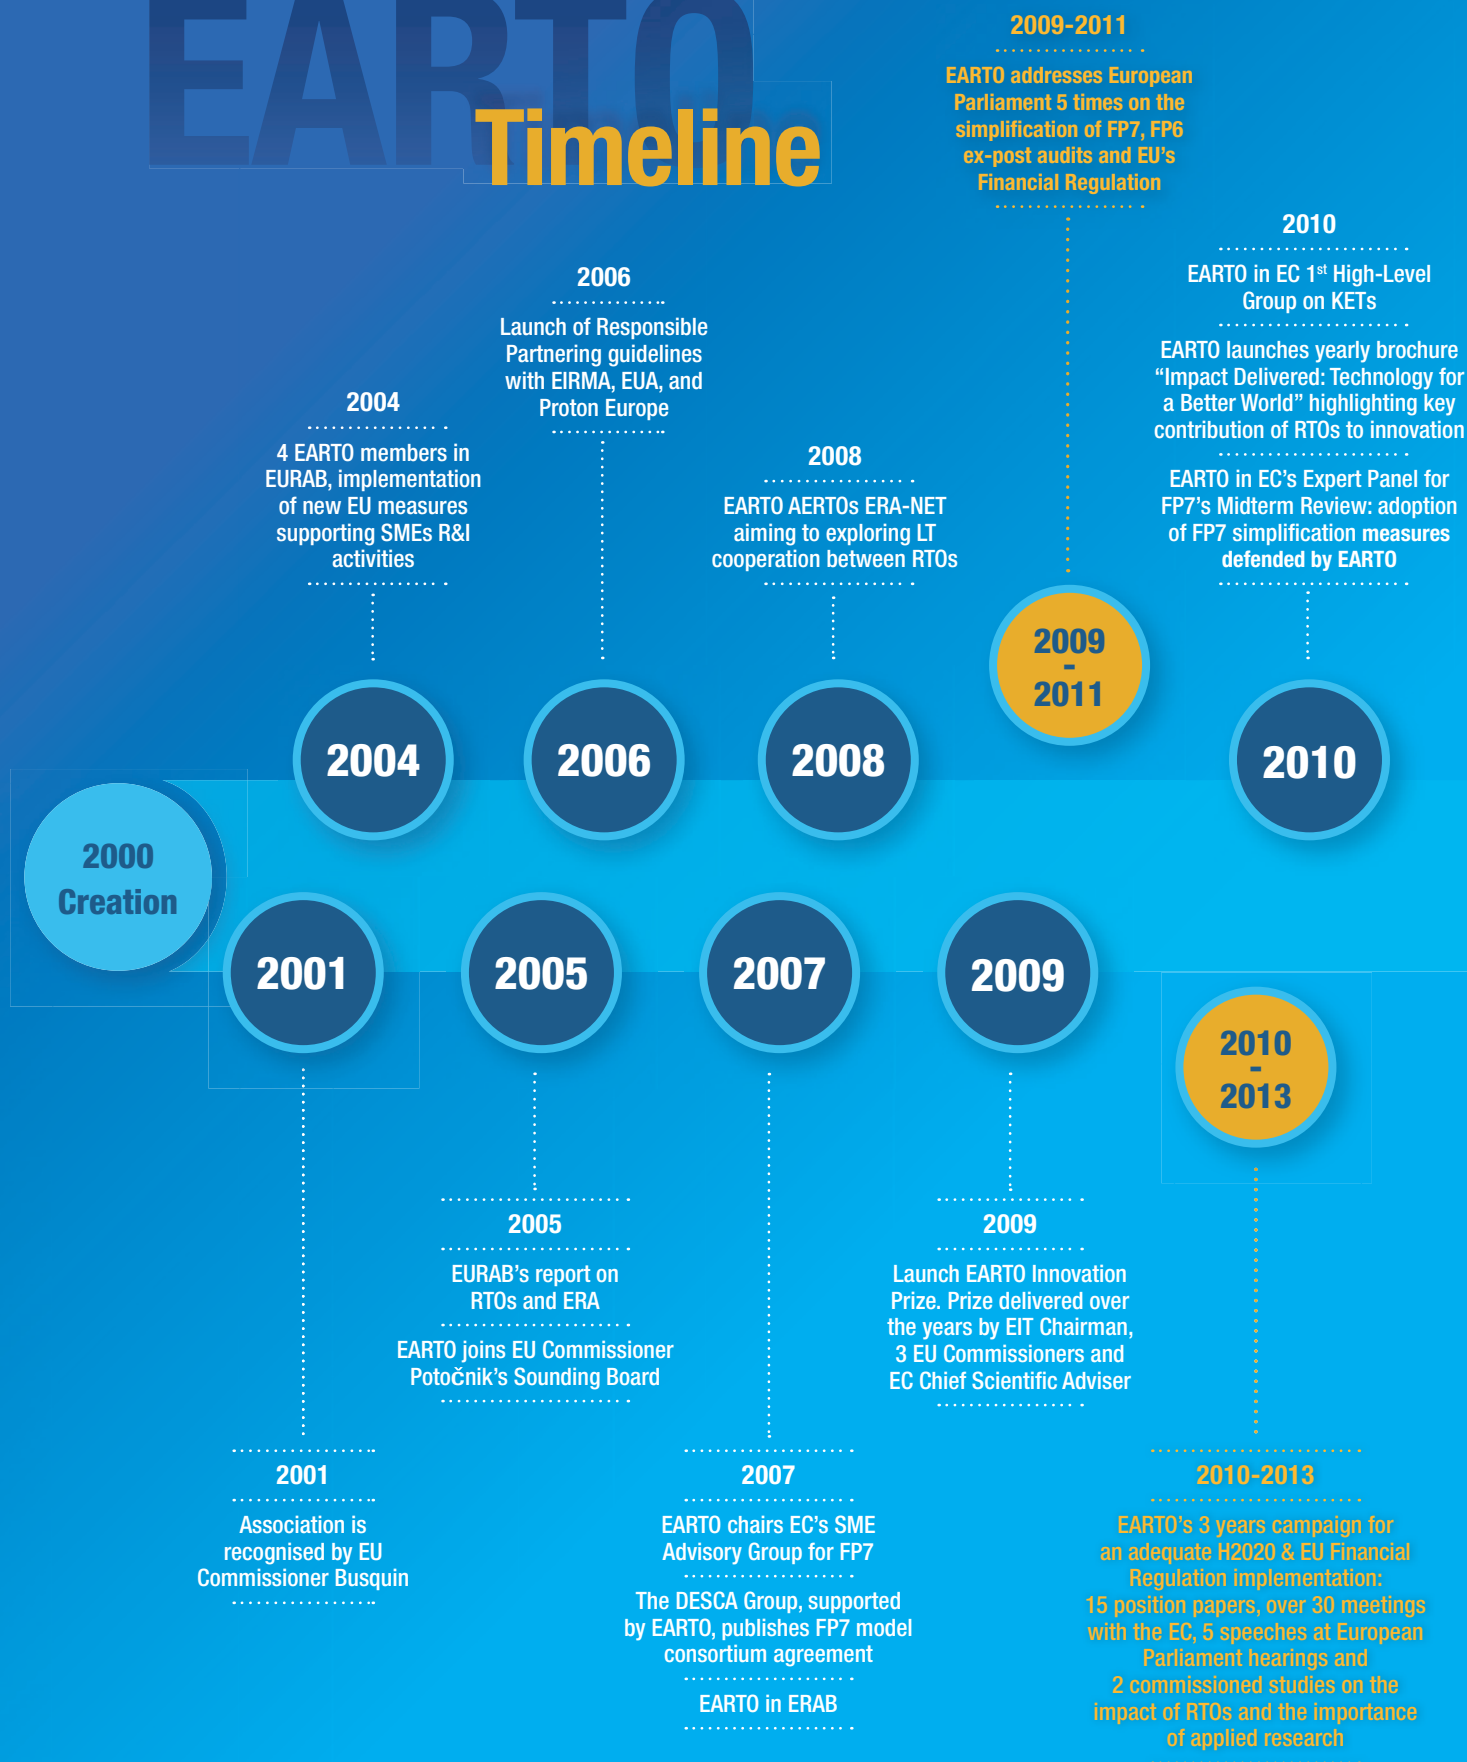 EARTO
Timeline
2009-2011
EARTO addresses European
Parliament 5 times on the
simplification of FP7, FP6
ex-post audits and EU’s
Financial Regulation
2010
EARTO in EC 1st High-Level
Group on KETs
EARTO launches yearly brochure
“Impact Delivered: Technology for
a Better World” highlighting key
contribution of RTOs to innovation
EARTO in EC’s Expert Panel for
FP7’s Midterm Review: adoption
of FP7 simplification measures
defended by EARTO
2006
Launch of Responsible
Partnering guidelines
with EIRMA, EUA, and
Proton Europe
2004
4 EARTO members in
EURAB, implementation
of new EU measures
supporting SMEs R&I
activities
2008
EARTO AERTOs ERA-NET
aiming to exploring LT
cooperation between RTOs
2009
-
2011
2004
2006
2008
2010
2000
Creation
2001
2005
2007
2009
2010
-
2013
2005
EURAB’s report on
RTOs and ERA
EARTO joins EU Commissioner
Potočnik’s Sounding Board
2009
Launch EARTO Innovation
Prize. Prize delivered over
the years by EIT Chairman,
3 EU Commissioners and
EC Chief Scientific Adviser
2001
Association is
recognised by EU
Commissioner Busquin
2007
EARTO chairs EC’s SME
Advisory Group for FP7
The DESCA Group, supported
by EARTO, publishes FP7 model
consortium agreement
EARTO in ERAB
2010-2013
EARTO’s 3 years campaign for
an adequate H2020 & EU Financial
Regulation implementation:
15 position papers, over 30 meetings
with the EC, 5 speeches at European
Parliament hearings and
2 commissioned studies on the
impact of RTOs and the importance
of applied research